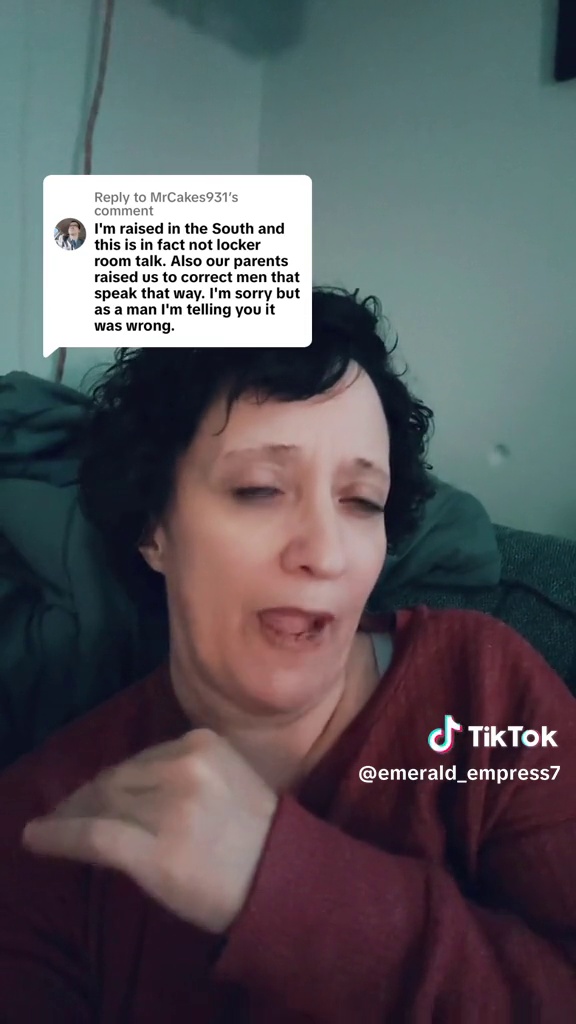 Reply to MrCakes931's
comment
I'm raised in the South and
this is in fact not locker
room talk. Also our parents
raised us to correct men that
speak that way. I'm sorry but
as a man I'm telling you it
was wrong.
TikTok
@emerald_empress7